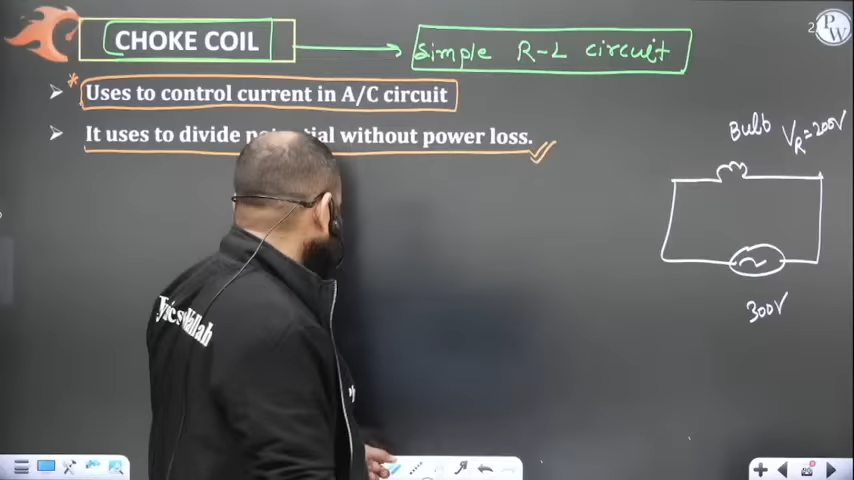 CHOKE COIL
Simple R-L circuit
2
PW
* Uses to control current in A/C circuit
It uses to divide without power loss.
Bulb V_R=200V
300V